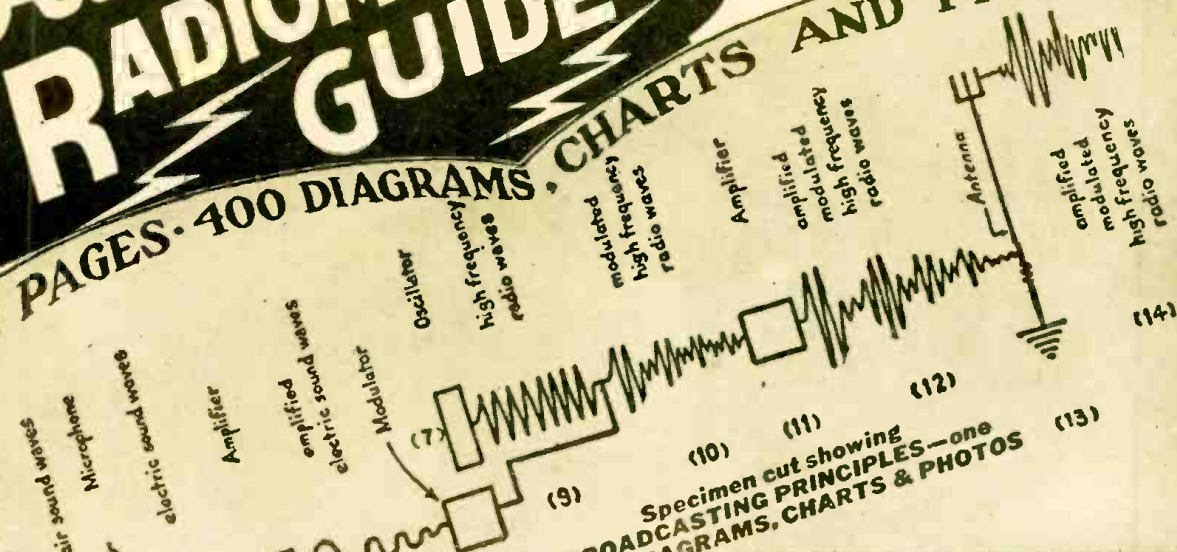 RADIOM
GUIDE
PAGES · 400 DIAGRAMS, CHARTS AND
air sound waves
Microphone
electric sound waves
Amplifier
amplified
electric sound waves
Modulator
Oscillator
high frequency
radio waves
modulated
high frequency
radio waves
Amplifier
amplified
modulated
high frequency
radio waves
Antenna
amplified
modulated
high frequency
radio waves
(7)
(9)
(10)
(11)
(12)
(13)
(14)
Specimen cut showing
BROADCASTING PRINCIPLES—one
DIAGRAMS, CHARTS & PHOTOS